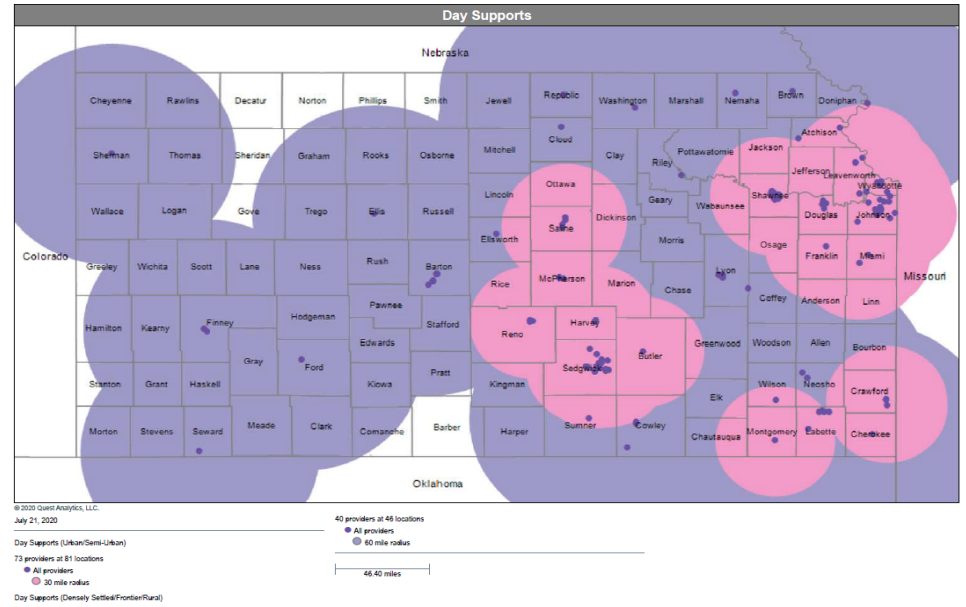 Day Supports
Nebraska
Cheyenne Rawlins Decatur Norton Phillips Smith Jewell Republic Washington Marshall Nemaha Brown Doniphan
Atchison
Sherman Thomas Sheridan Graham Rooks Osborne Mitchell Cloud Clay Riley Pottawatomie Jackson
Jefferson Leavenworth
Wyandotte
Wallace Logan Gove Trego Ellis Russell Lincoln Ottawa Geary Wabaunsee Shawnee
Douglas Johnson
Saline Dickinson
Ellsworth Morris Osage Franklin Miami
Colorado Greeley Wichita Scott Lane Ness Rush Barton Missouri
Rice McPherson Marion Chase Lyon Coffey Anderson Linn
Pawnee
Hamilton Kearny Finney Hodgeman Stafford Reno Harvey
Edwards Greenwood Woodson Allen Bourbon
Gray Ford Sedgwick Butler
Stanton Grant Haskell Kiowa Pratt Kingman Elk Wilson Neosho Crawford
Morton Stevens Seward Meade Clark Comanche Barber Harper Sumner Cowley Chautauqua Montgomery Labette Cherokee
Oklahoma
© 2020 Quest Analytics, LLC.
July 21, 2020
Day Supports (Urban/Semi-Urban)
73 providers at 81 locations
All providers
30 mile radius
Day Supports (Densely Settled/Frontier/Rural)
40 providers at 46 locations
All providers
60 mile radius
46.40 miles